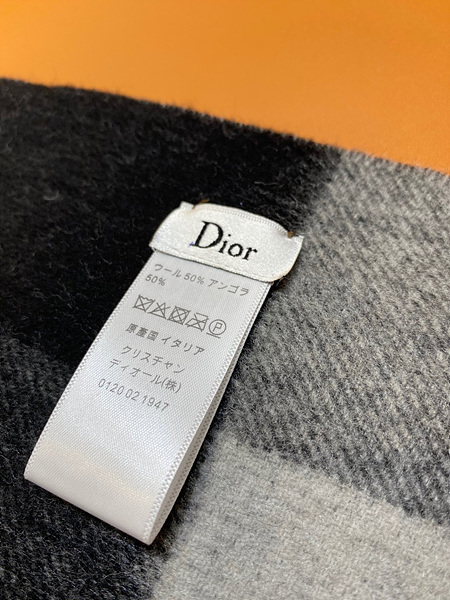 Dior
ウール 50% アンゴラ
50%
P
原産国 イタリア
クリスチャン
ディオール(株)
0120 02 1947